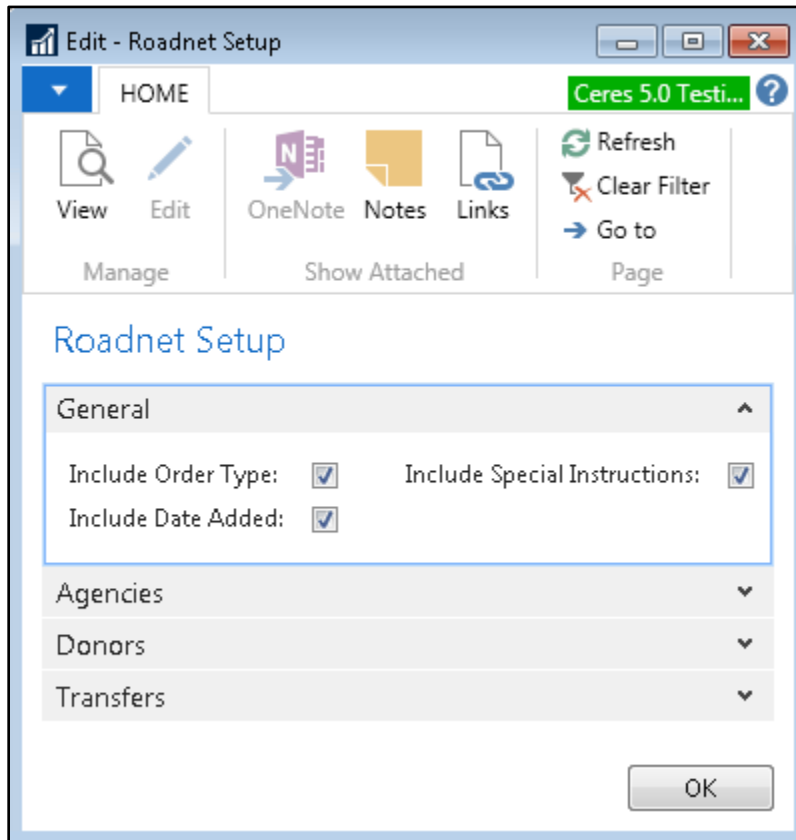 Edit - Roadnet Setup
HOME
Ceres 5.0 Testi...
View
Edit
OneNote
Notes
Links
Refresh
Clear Filter
Go to
Manage
Show Attached
Page
Roadnet Setup
General
Include Order Type:
Include Special Instructions:
Include Date Added:
Agencies
Donors
Transfers
OK